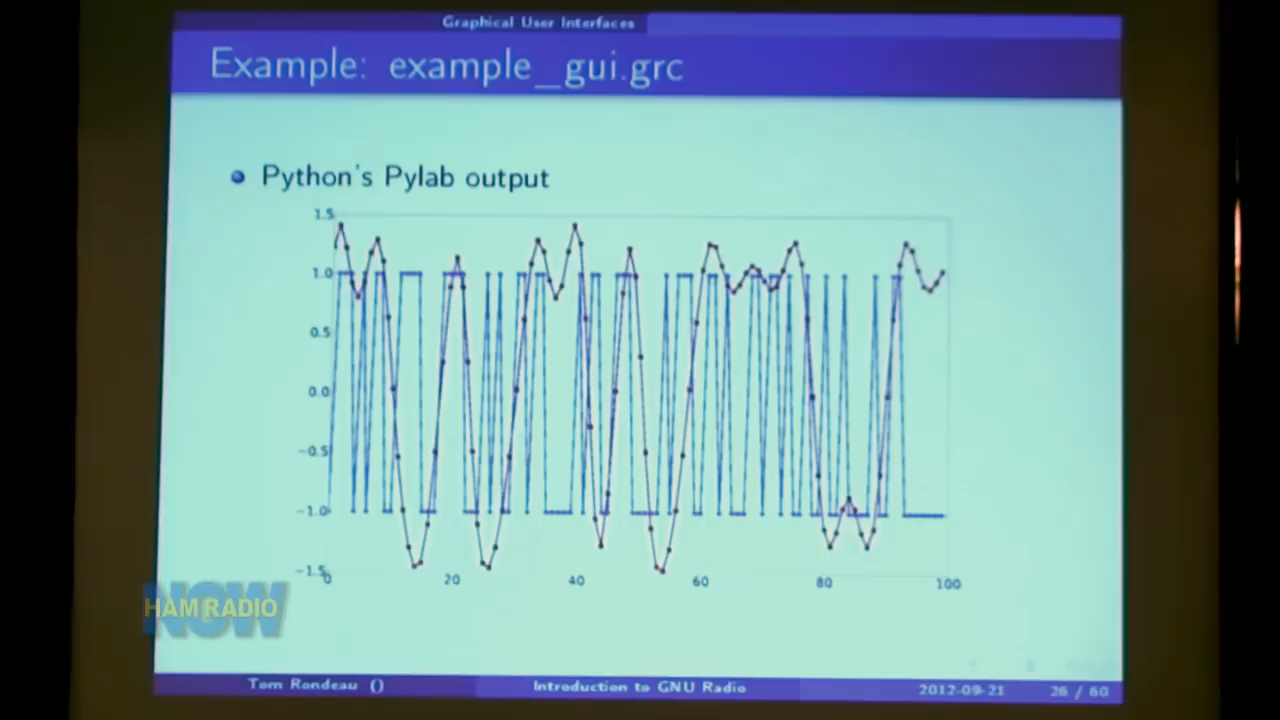 Graphical User Interfaces
Example: example_gui.grc
Python's Pylab output
1.5
1.0
0.5
0.0
-0.5
-1.0
-1.5
0 20 40 60 80 100
HAM RADIO
NOW
Tom Rondeau () Introduction to GNU Radio 2012-09-21 26 / 60